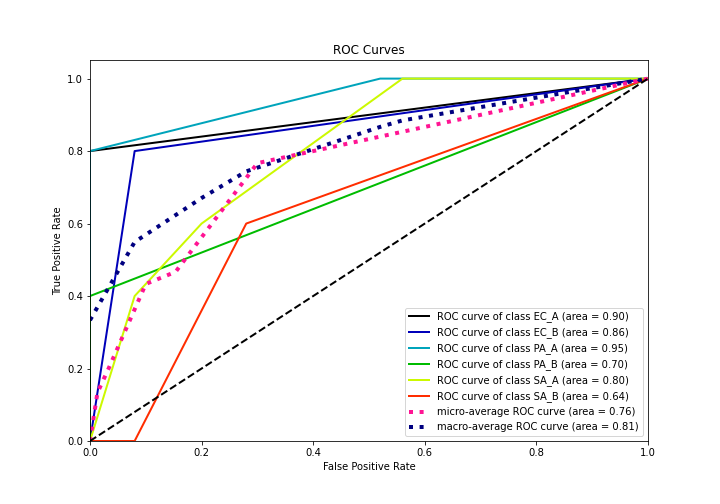 ROC Curves
True Positive Rate
1.0
0.8
0.6
0.4
0.2
0.0
ROC curve of class EC_A (area = 0.90)
ROC curve of class EC_B (area = 0.86)
ROC curve of class PA_A (area = 0.95)
ROC curve of class PA_B (area = 0.70)
ROC curve of class SA_A (area = 0.80)
ROC curve of class SA_B (area = 0.64)
micro-average ROC curve (area = 0.76)
macro-average ROC curve (area = 0.81)
0.0 0.2 0.4 0.6 0.8 1.0
False Positive Rate